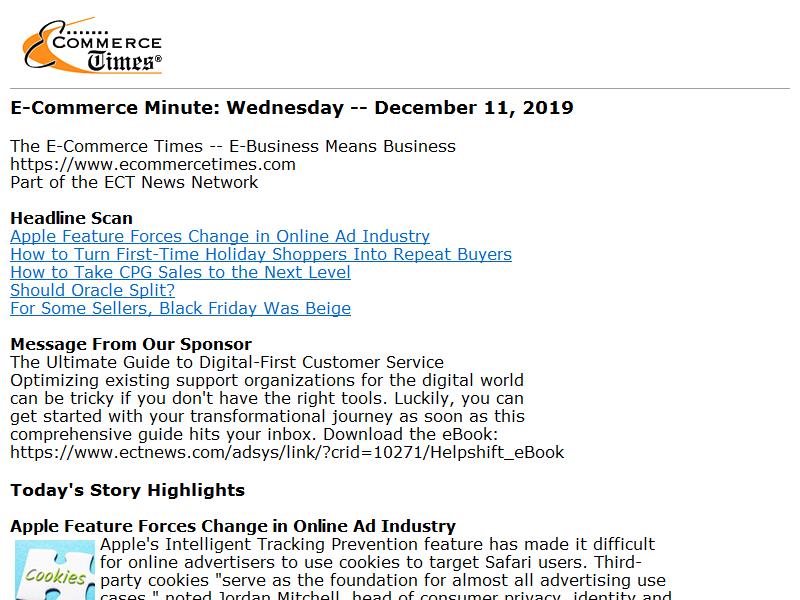 E-Commerce
Times®
E-Commerce Minute: Wednesday -- December 11, 2019
The E-Commerce Times -- E-Business Means Business
https://www.ecommercetimes.com
Part of the ECT News Network
Headline Scan
Apple Feature Forces Change in Online Ad Industry
How to Turn First-Time Holiday Shoppers Into Repeat Buyers
How to Take CPG Sales to the Next Level
Should Oracle Split?
For Some Sellers, Black Friday Was Beige
Message From Our Sponsor
The Ultimate Guide to Digital-First Customer Service
Optimizing existing support organizations for the digital world
can be tricky if you don't have the right tools. Luckily, you can
get started with your transformational journey as soon as this
comprehensive guide hits your inbox. Download the eBook:
https://www.ectnews.com/adsys/link/?crid=10271/Helpshift_eBook
Today's Story Highlights
Apple Feature Forces Change in Online Ad Industry
Apple's Intelligent Tracking Prevention feature has made it difficult
for online advertisers to use cookies to target Safari users. Third-
Cookies
party cookies "serve as the foundation for almost all advertising use
cases," noted Jordan Mitchell, head of consumer privacy, identity and